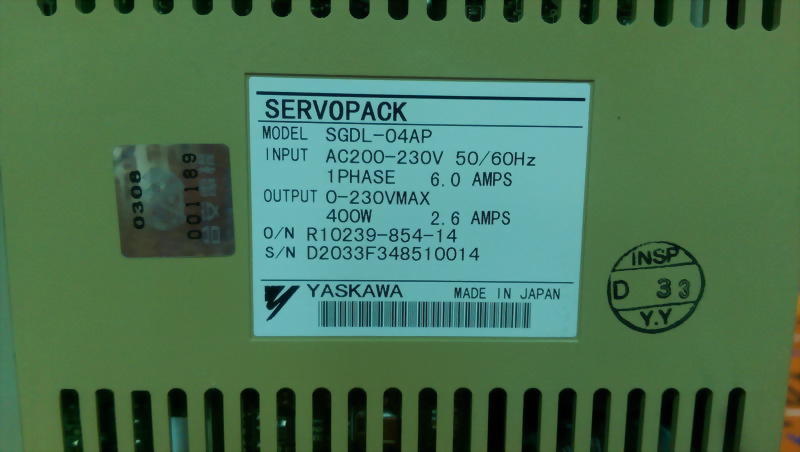 SERVOPACK
MODEL SGDL-04AP
INPUT AC200-230V 50/60Hz
1PHASE 6.0 AMPS
OUTPUT 0-230VMAX
400W 2.6 AMPS
O/N R10239-854-14
S/N D2033F348510014
YASKAWA MADE IN JAPAN
0308
001189
INSP
D 33
Y.Y